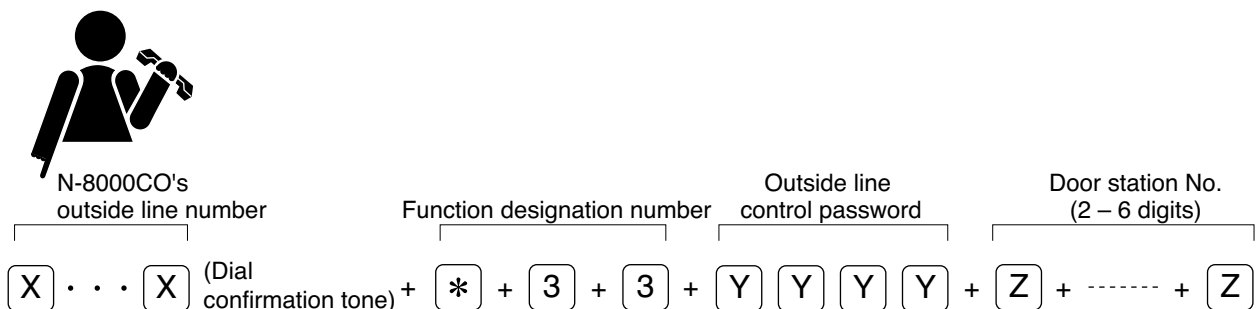 N-8000CO's
outside line number
Function designation number
Outside line
control password
Door station No.
(2 – 6 digits)
X · · · X (Dial
confirmation tone) + * + 3 + 3 + Y Y Y Y + Z + ------- + Z